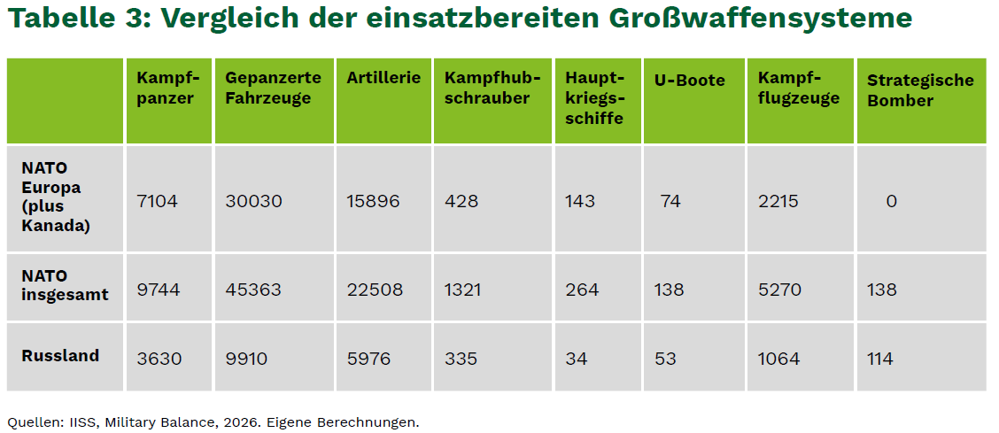 Tabelle 3: Vergleich der einsatzbereiten Großwaffensysteme
Kampf-
panzer
Gepanzerte
Fahrzeuge
Artillerie
Kampfhub-
schrauber
Haupt-
kriegs-
schiffe
U-Boote
Kampf-
flugzeuge
Strategische
Bomber
NATO
Europa
(plus
Kanada)
7104
30030
15896
428
143
74
2215
0
NATO
insgesamt
9744
45363
22508
1321
264
138
5270
138
Russland
3630
9910
5976
335
34
53
1064
114
Quellen: IISS, Military Balance, 2026. Eigene Berechnungen.